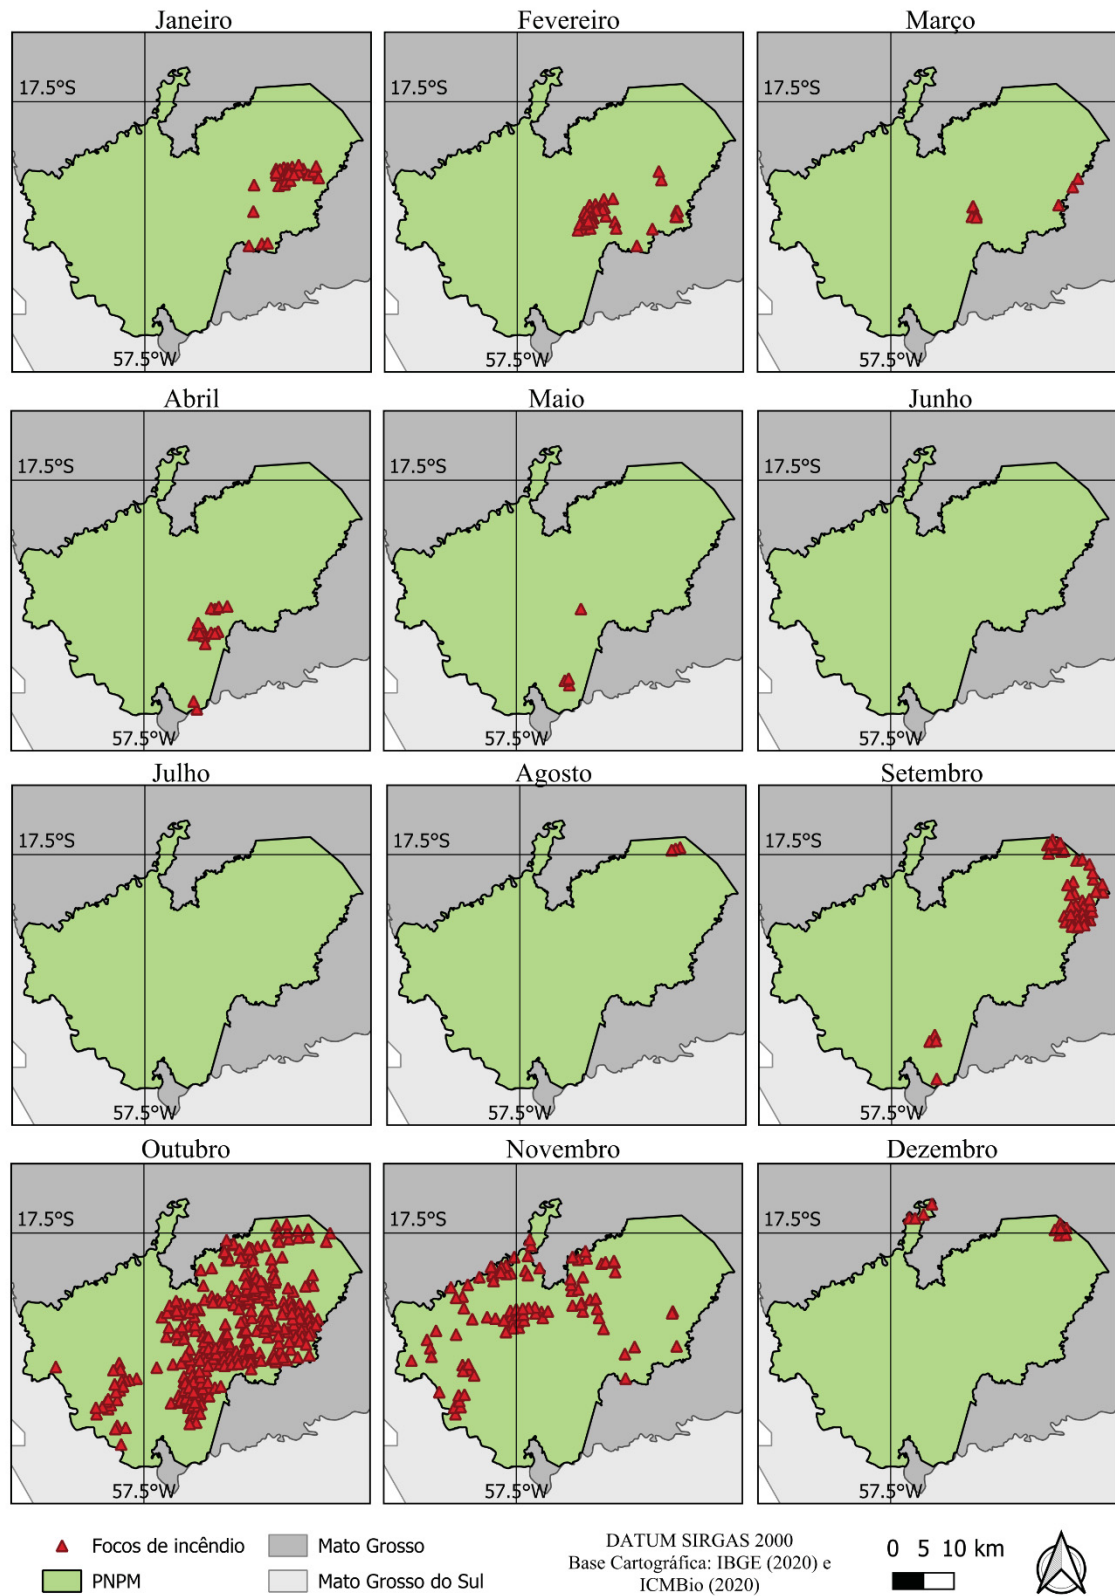 Janeiro
Fevereiro
Março
17.5°S
17.5°S
17.5°S
57.5°W
57.5°W
57.5°W
Abril
Maio
Junho
17.5°S
17.5°S
17.5°S
57.5°W
57.5°W
57.5°W
Julho
Agosto
Setembro
17.5°S
17.5°S
17.5°S
57.5°W
57.5°W
57.5°W
Outubro
Novembro
Dezembro
17.5°S
17.5°S
17.5°S
57.5°W
57.5°W
57.5°W
Focos de incêndio
PNPM
Mato Grosso
Mato Grosso do Sul
DATUM SIRGAS 2000
Base Cartográfica: IBGE (2020) e
ICMBio (2020)
0 5 10 km